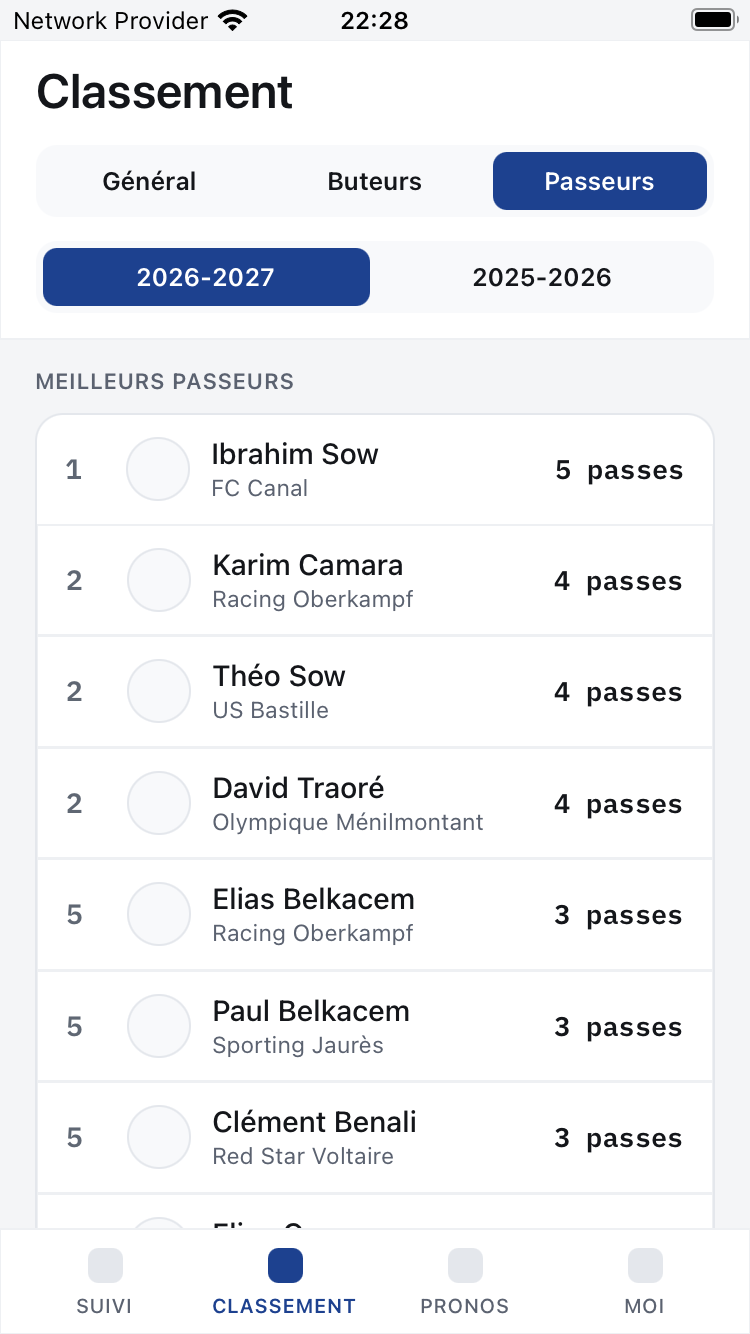 Network Provider 22:28
Classement
Général Buteurs Passeurs
2026-2027 2025-2026
MEILLEURS PASSEURS
1 Ibrahim Sow 5 passes
FC Canal
2 Karim Camara 4 passes
Racing Oberkampf
2 Théo Sow 4 passes
US Bastille
2 David Traoré 4 passes
Olympique Ménilmontant
5 Elias Belkacem 3 passes
Racing Oberkampf
5 Paul Belkacem 3 passes
Sporting Jaurès
5 Clément Benali 3 passes
Red Star Voltaire
SUIVI CLASSEMENT PRONOS MOI